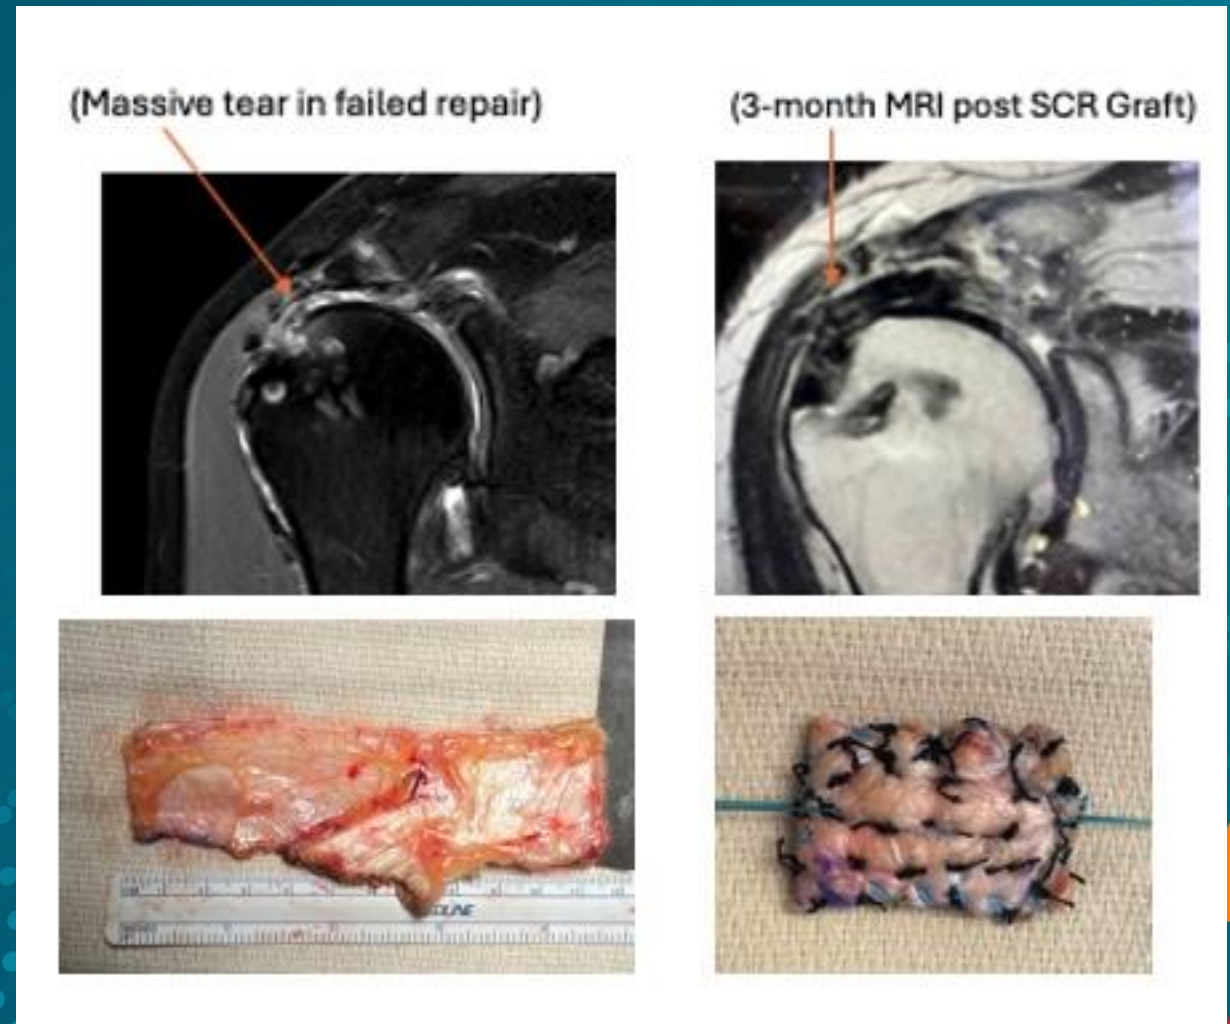 (Massive tear in failed repair)
(3-month MRI post SCR Graft)